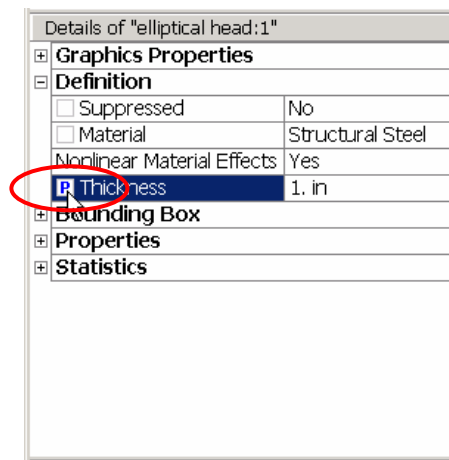 Details of "elliptical head:1"
Graphics Properties
Definition
Suppressed No
Material Structural Steel
Nonlinear Material Effects Yes
P Thickness 1. in
Bounding Box
Properties
Statistics